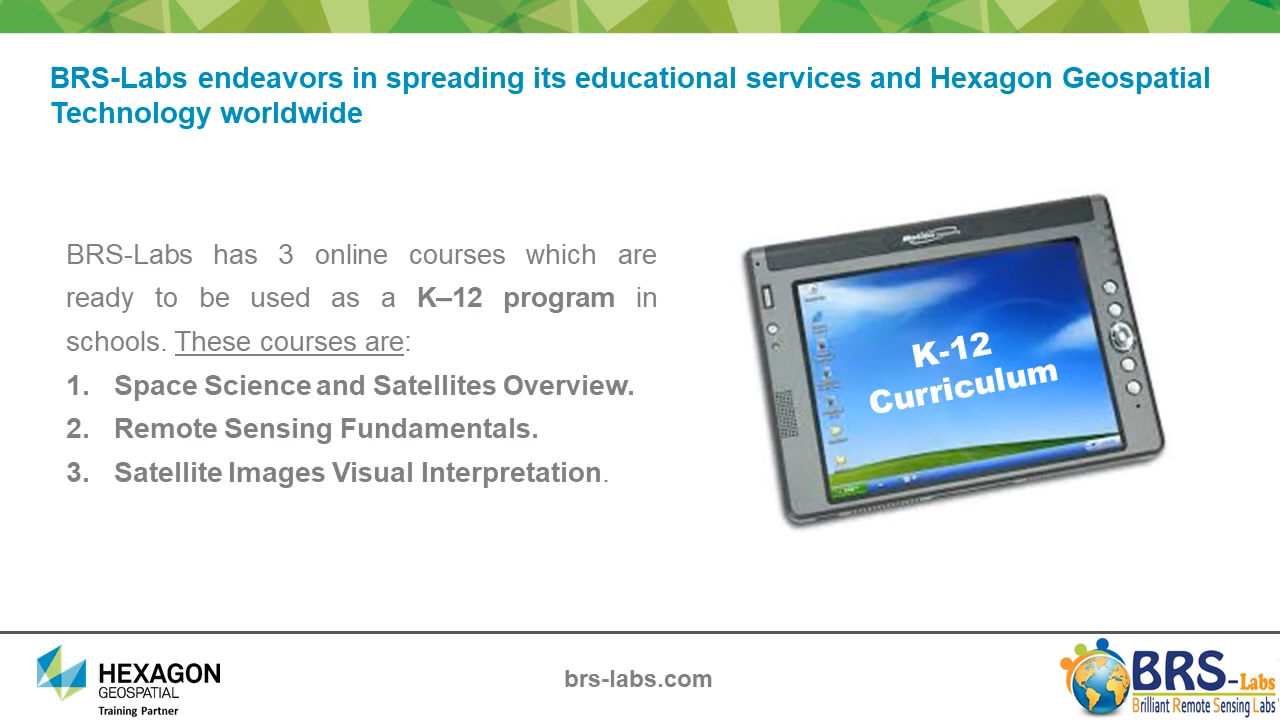 BRS-Labs endeavors in spreading its educational services and Hexagon Geospatial
Technology worldwide
BRS-Labs has 3 online courses which are
ready to be used as a K–12 program in
schools. These courses are:
1. Space Science and Satellites Overview.
2. Remote Sensing Fundamentals.
3. Satellite Images Visual Interpretation.
K-12
Curriculum
HEXAGON
GEOSPATIAL
Training Partner
brs-labs.com
BRS-Labs
Brilliant Remote Sensing Labs